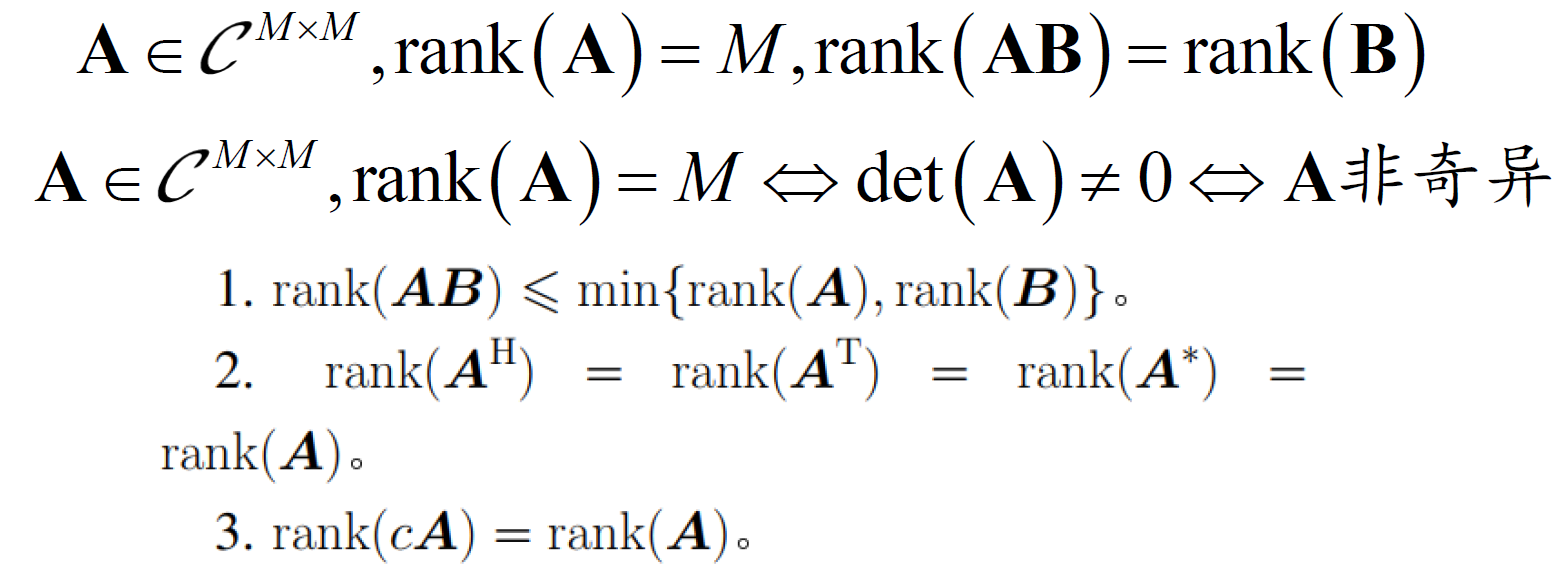 A ∈ 𝒞^{M×M}, rank(A) = M, rank(AB) = rank(B)
A ∈ 𝒞^{M×M}, rank(A) = M ⇔ det(A) ≠ 0 ⇔ A非奇异
1. rank(AB) ⩽ min{rank(A), rank(B)}。
2. rank(A^H) = rank(A^T) = rank(A^*) =
rank(A)。
3. rank(cA) = rank(A)。